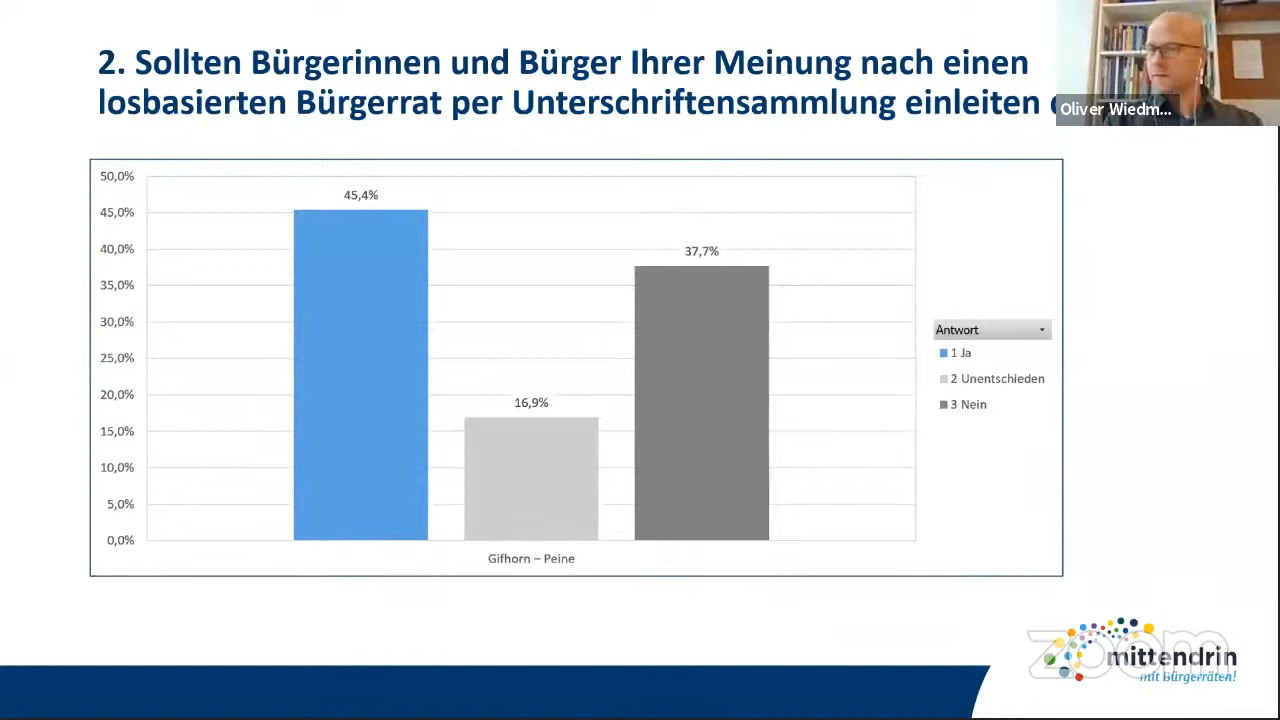 2. Sollten Bürgerinnen und Bürger Ihrer Meinung nach einen
losbasierten Bürgerrat per Unterschriftensammlung einleiten
Oliver Wiedm...
50,0%
45,0%
40,0%
35,0%
30,0%
25,0%
20,0%
15,0%
10,0%
5,0%
0,0%
45,4%
16,9%
37,7%
Gifhorn – Peine
Antwort
1 Ja
2 Unentschieden
3 Nein
zoom
mittendrin
mit Bürgerräten!